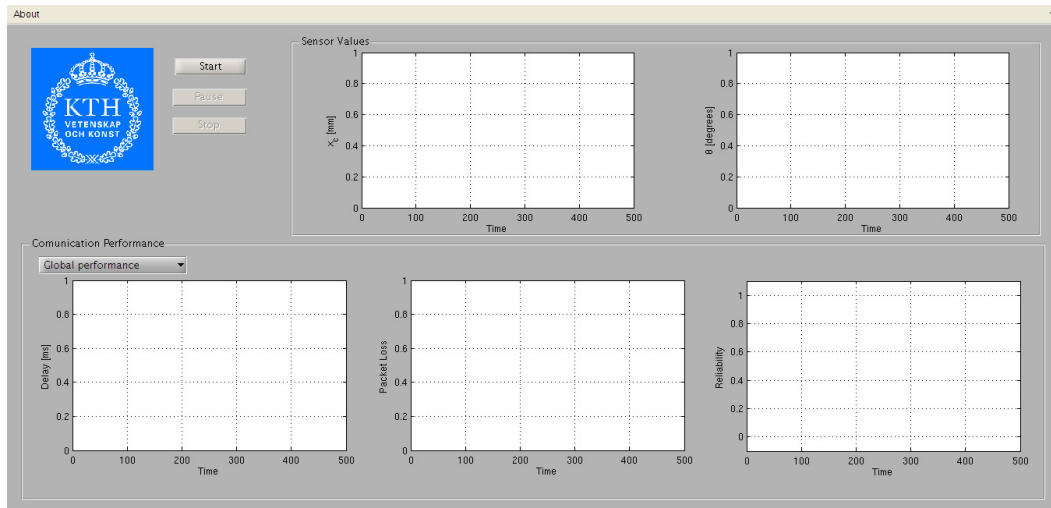 About
KTH
VETENSKAP
OCH KONST
Start
Pause
Stop
Sensor Values
x_c [mm]
1
0.8
0.6
0.4
0.2
0
0 100 200 300 400 500
Time
θ [degrees]
1
0.8
0.6
0.4
0.2
0
0 100 200 300 400 500
Time
Comunication Performance
Global performance
Delay [ms]
1
0.8
0.6
0.4
0.2
0
0 100 200 300 400 500
Time
Packet Loss
1
0.8
0.6
0.4
0.2
0
0 100 200 300 400 500
Time
Reliability
1
0.8
0.6
0.4
0.2
0
0 100 200 300 400 500
Time